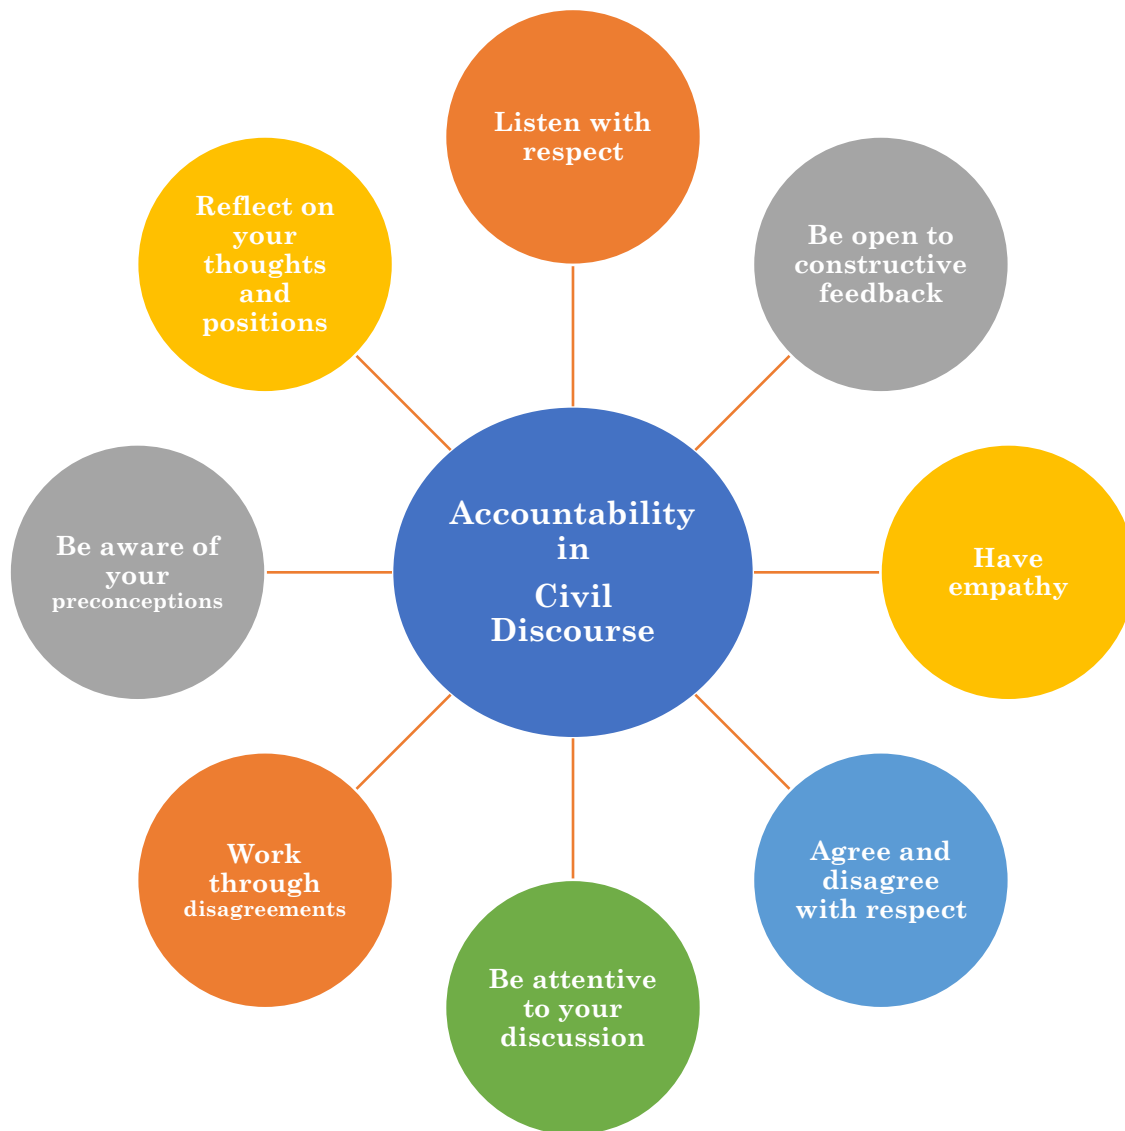 Listen with
respect
Be open to
constructive
feedback
Have
empathy
Agree and
disagree
with respect
Be attentive
to your
discussion
Work
through
disagreements
Be aware of
your
preconceptions
Reflect on
your
thoughts
and
positions
Accountability
in
Civil
Discourse